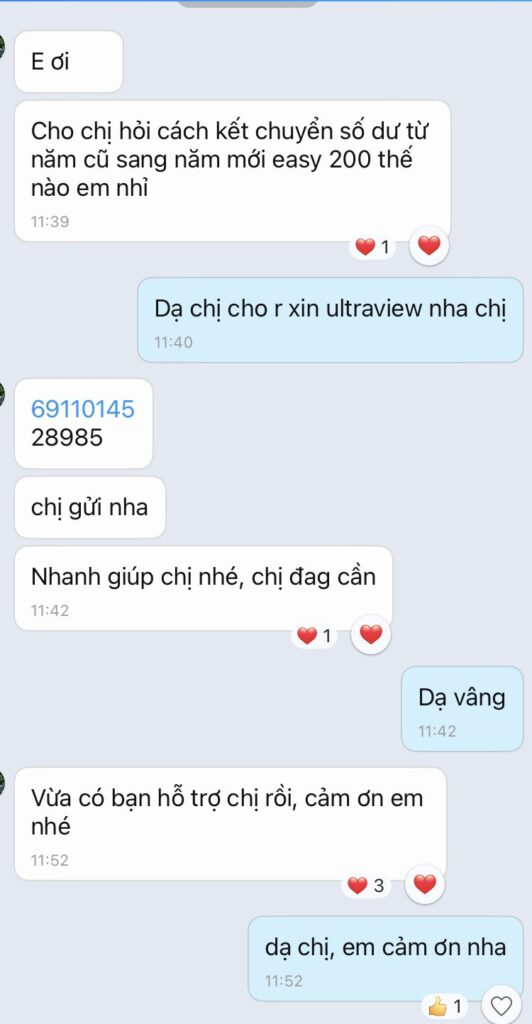 E ơi
Cho chị hỏi cách kết chuyển số dư từ
năm cũ sang năm mới easy 200 thế
nào em nhỉ
11:39
1
Dạ chị cho r xin ultraview nha chị
11:40
69110145
28985
chị gửi nha
Nhanh giúp chị nhé, chị đag cần
11:42
1
Dạ vâng
11:42
Vừa có bạn hỗ trợ chị rồi, cảm ơn em
nhé
11:52
3
dạ chị, em cảm ơn nha
11:52
1